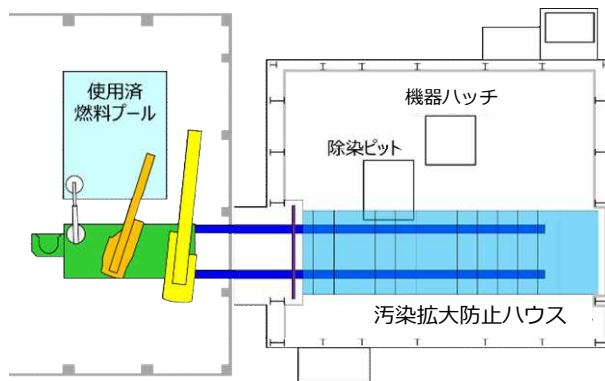 使用済
燃料プール
機器ハッチ
除染ピット
汚染拡大防止ハウス